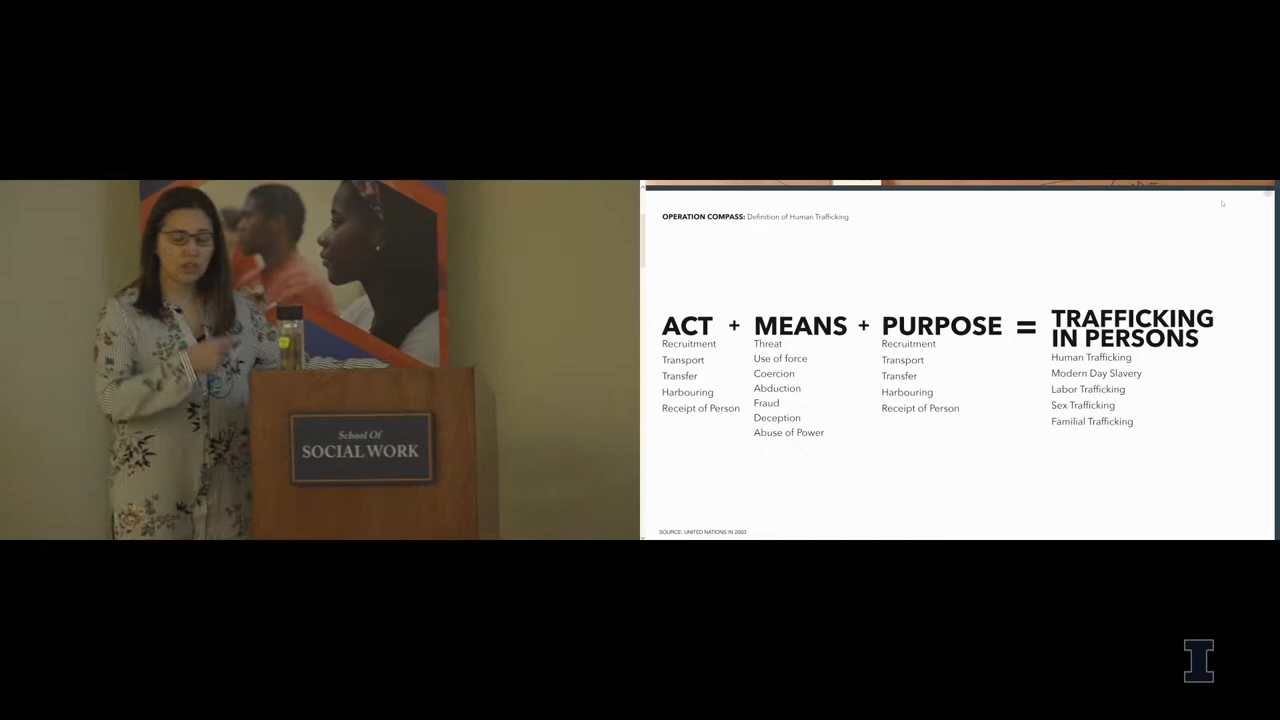 School Of
SOCIAL WORK
OPERATION COMPASS: Definition of Human Trafficking
ACT + MEANS + PURPOSE = TRAFFICKING IN PERSONS
Recruitment
Transport
Transfer
Harbouring
Receipt of Person
Threat
Use of force
Coercion
Abduction
Fraud
Deception
Abuse of Power
Recruitment
Transport
Transfer
Harbouring
Receipt of Person
Human Trafficking
Modern Day Slavery
Labor Trafficking
Sex Trafficking
Familial Trafficking
SOURCE: UNITED NATIONS IN 2003
I